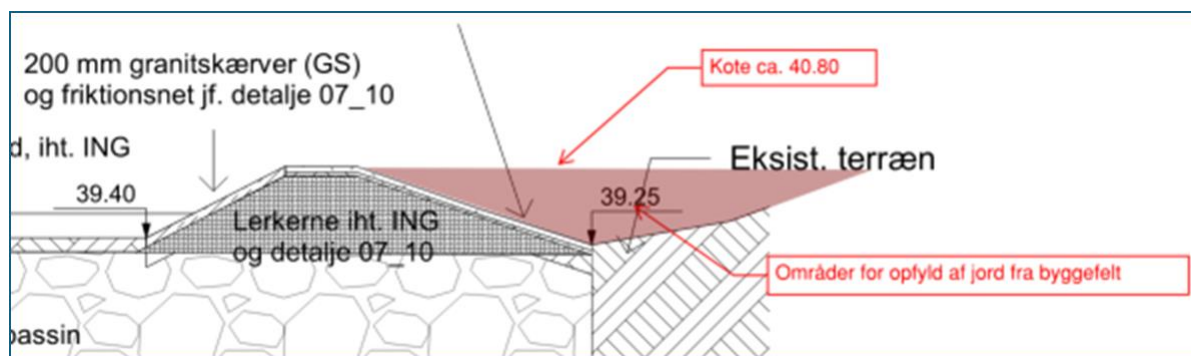 200 mm granitskærver (GS)
og friktionsnet jf. detalje 07_10
Kote ca. 40.80
d, iht. ING
Eksist. terræn
39.40
39.25
Lerkerne iht. ING
og detalje 07_10
Områder for opfyld af jord fra byggefelt
bassin